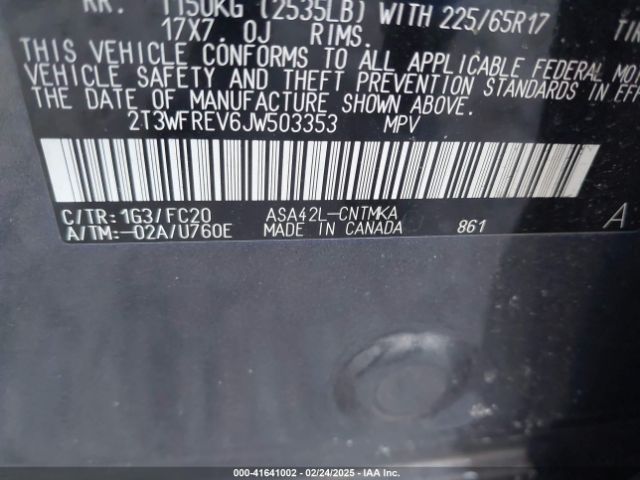 RR. 1150KG (2535LB) WITH 225/65R17
17X7.0J RIMS.
THIS VEHICLE CONFORMS TO ALL APPLICABLE FEDERAL
VEHICLE SAFETY AND THEFT PREVENTION STANDARDS IN
THE DATE OF MANUFACTURE SHOWN ABOVE.
2T3WFREV6JW503353 MPV
C/TR: 1G3/FC20 ASA42L-CNTMKA
A/TM: -02A/U760E MADE IN CANADA 861 A
000-41641002 - 02/24/2025 - IAA Inc.